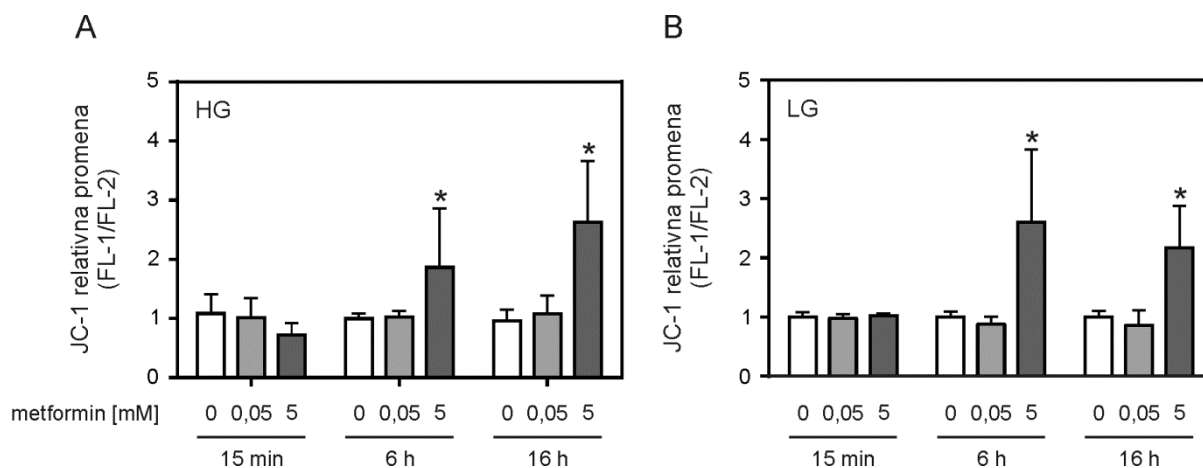 A
JC-1 relativna promena
(FL-1/FL-2)
5
4
3
2
1
0
HG
*
*
metformin [mM]
0 0,05 5 0 0,05 5 0 0,05 5
15 min 6 h 16 h
B
JC-1 relativna promena
(FL-1/FL-2)
5
4
3
2
1
0
LG
*
*
0 0,05 5 0 0,05 5 0 0,05 5
15 min 6 h 16 h